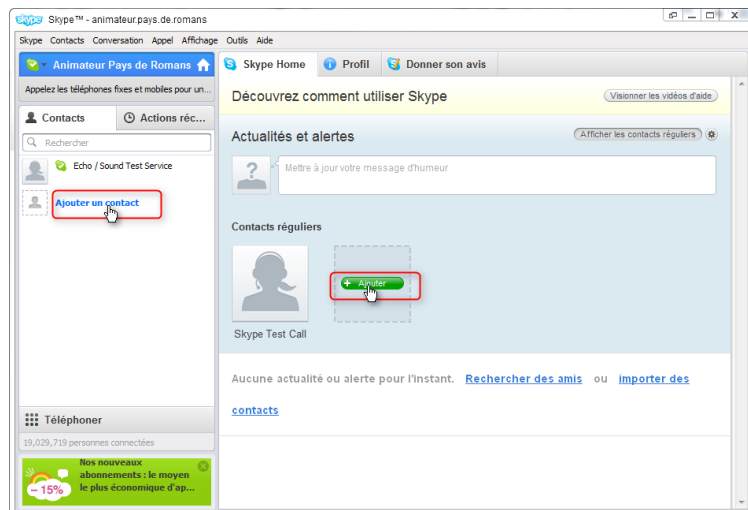 Skype™ - animateur.pays.de.romans
Skype Contacts Conversation Appel Affichage Outils Aide
Animateur Pays de Romans
Appelez les téléphones fixes et mobiles pour un...
Contacts
Actions réc...
Rechercher
Echo / Sound Test Service
Ajouter un contact
Téléphoner
19,029,719 personnes connectées
Nos nouveaux
abonnements : le moyen
le plus économique d'ap...
- 15%
Skype Home
Profil
Donner son avis
Découvrez comment utiliser Skype
Visionner les vidéos d'aide
Actualités et alertes
Afficher les contacts réguliers
Mettre à jour votre message d'humeur
Contacts réguliers
Ajouter
Skype Test Call
Aucune actualité ou alerte pour l'instant. Rechercher des amis ou importer des
contacts